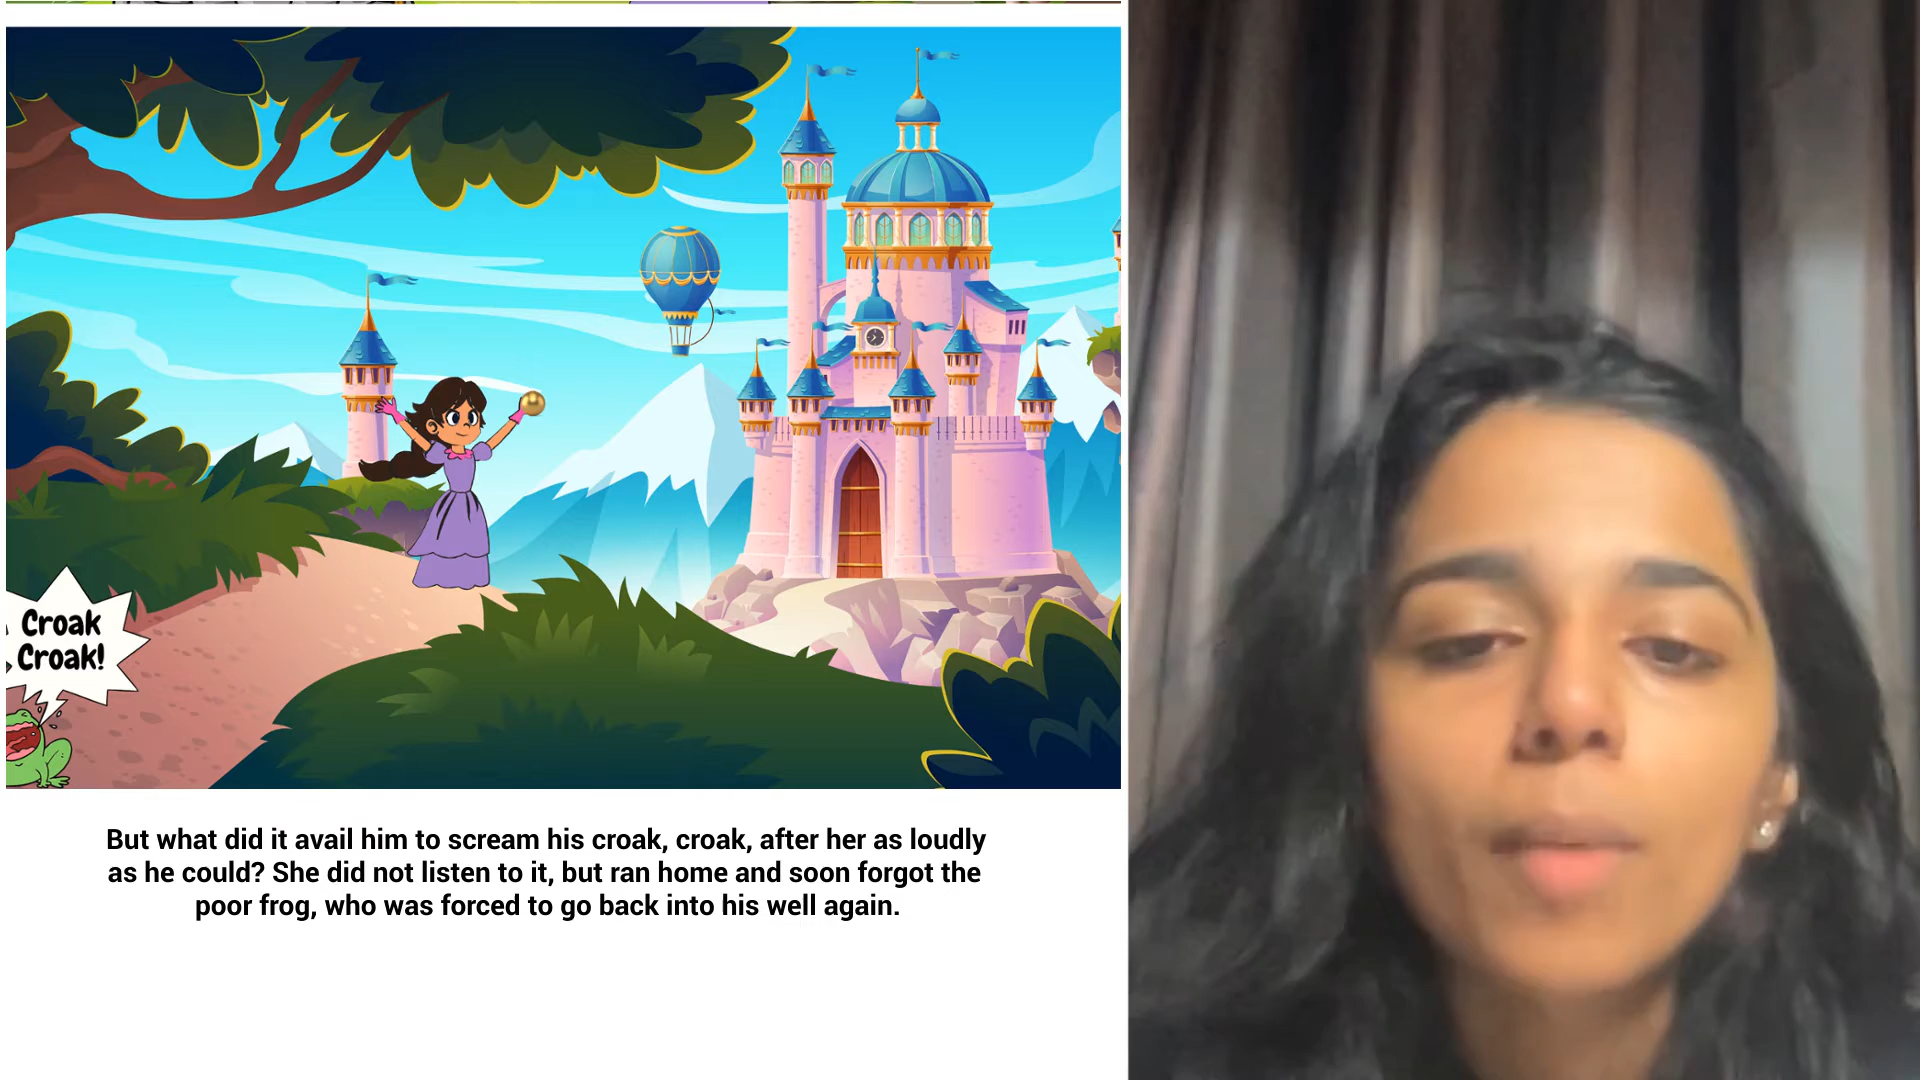 Croak
Croak!
But what did it avail him to scream his croak, croak, after her as loudly
as he could? She did not listen to it, but ran home and soon forgot the
poor frog, who was forced to go back into his well again.